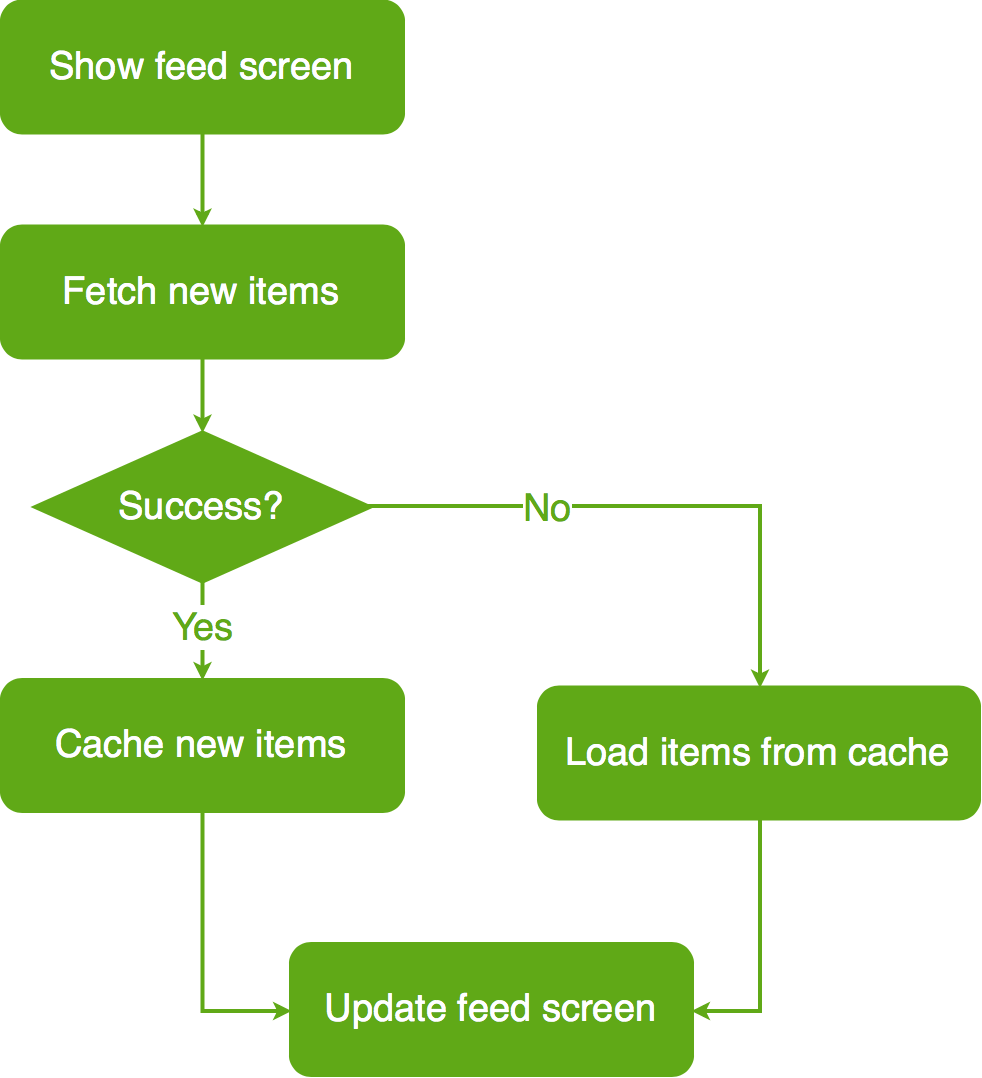 Show feed screen
Fetch new items
Success?
No
Yes
Cache new items
Load items from cache
Update feed screen